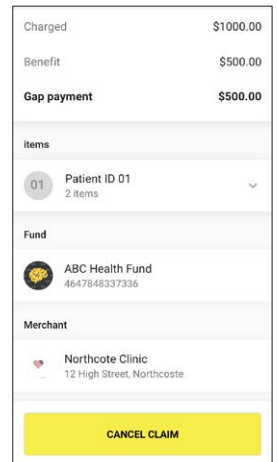 Charged $1000.00
Benefit $500.00
Gap payment $500.00
items
01 Patient ID 01
2 items
Fund
ABC Health Fund
4647848337336
Merchant
Northcote Clinic
12 High Street, Northcoste
CANCEL CLAIM